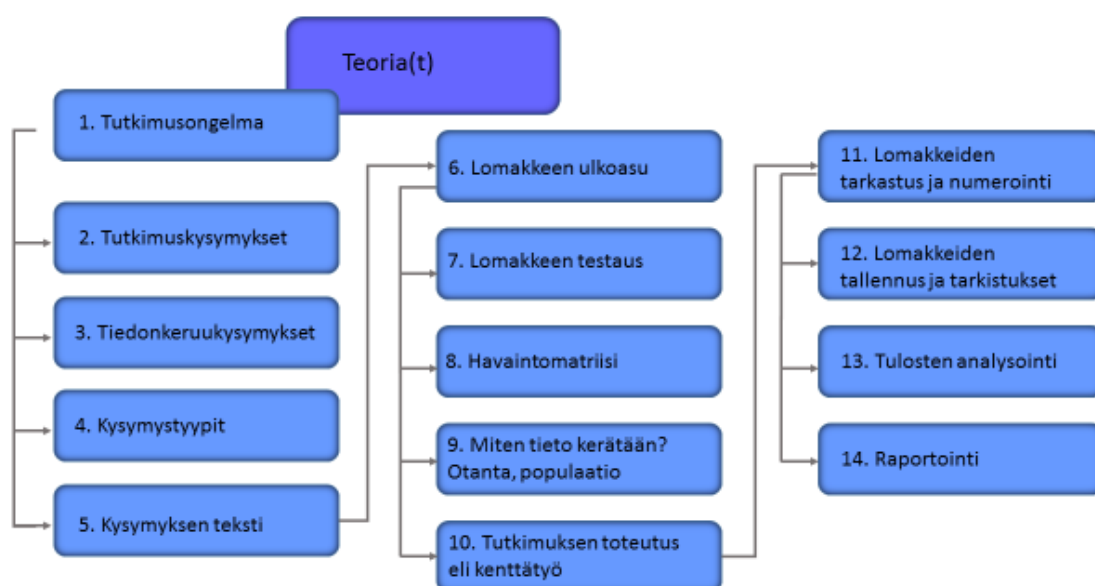 Teoria(t)
1. Tutkimusongelma
2. Tutkimuskysymykset
3. Tiedonkeruukysymykset
4. Kysymystyypit
5. Kysymyksen teksti
6. Lomakkeen ulkoasu
7. Lomakkeen testaus
8. Havaintomatriisi
9. Miten tieto kerätään?
Otanta, populaatio
10. Tutkimuksen toteutus
eli kenttätyö
11. Lomakkeiden
tarkastus ja numerointi
12. Lomakkeiden
tallennus ja tarkistukset
13. Tulosten analysointi
14. Raportointi